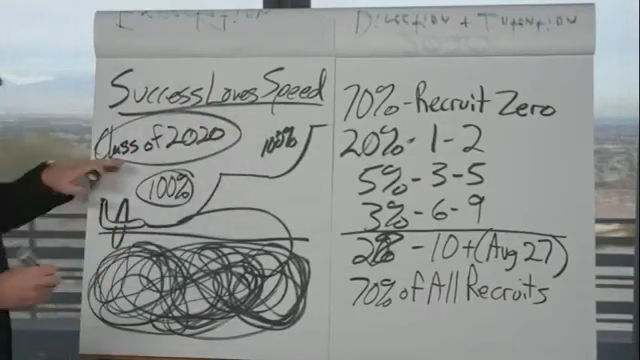 Direction + Intention
Success Loves Speed
Class of 2020
100%
100%
70% - Recruit Zero
20% - 1 - 2
5% - 3 - 5
3% - 6 - 9
2% - 10+ (Aug 27)
70% of All Recruits